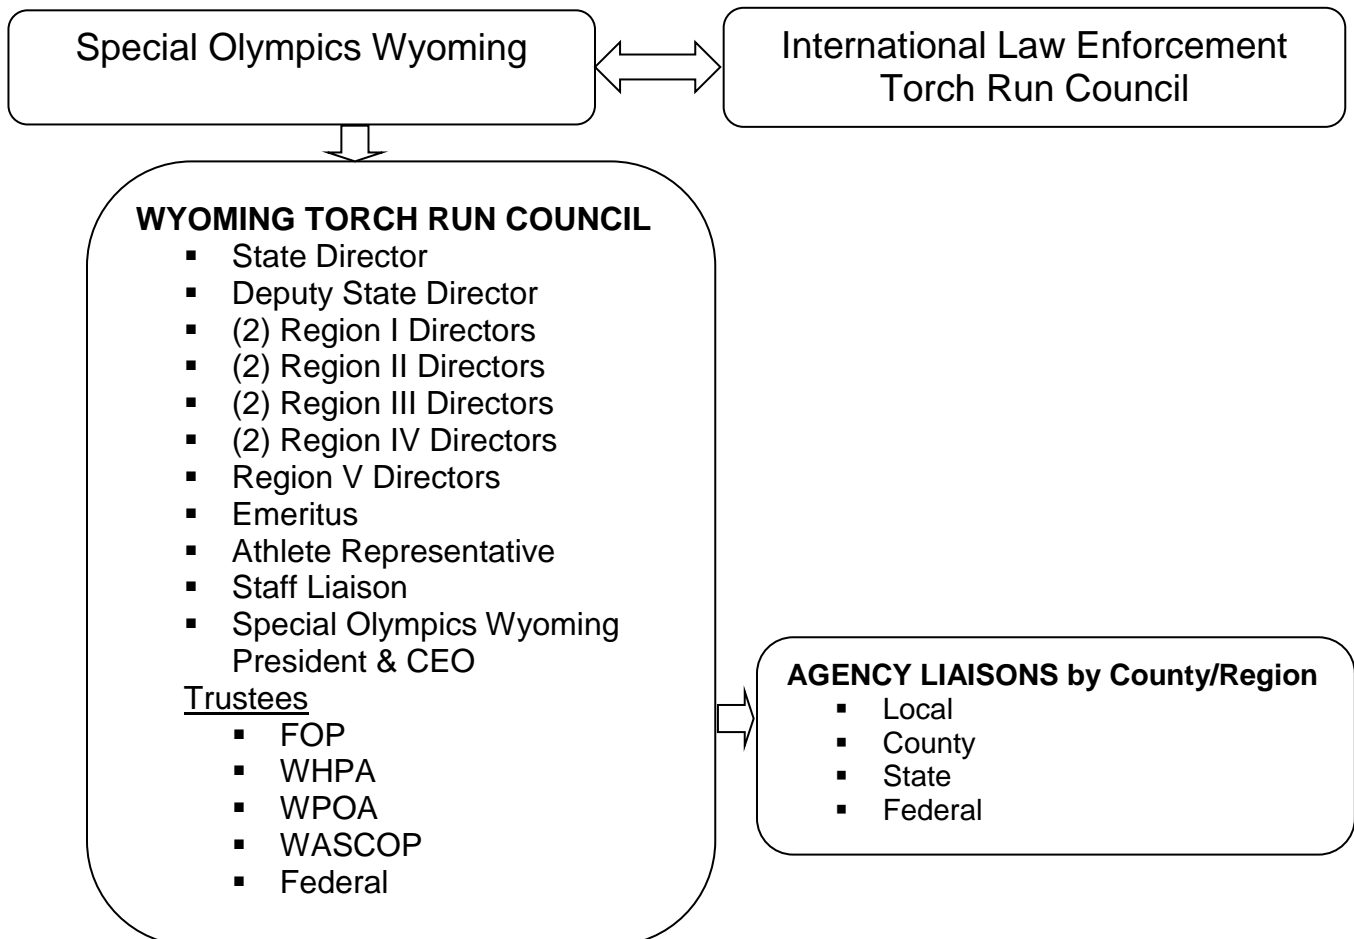 Special Olympics Wyoming
International Law Enforcement
Torch Run Council
WYOMING TORCH RUN COUNCIL
▪ State Director
▪ Deputy State Director
▪ (2) Region I Directors
▪ (2) Region II Directors
▪ (2) Region III Directors
▪ (2) Region IV Directors
▪ Region V Directors
▪ Emeritus
▪ Athlete Representative
▪ Staff Liaison
▪ Special Olympics Wyoming
President & CEO
Trustees
▪ FOP
▪ WHPA
▪ WPOA
▪ WASCOP
▪ Federal
AGENCY LIAISONS by County/Region
▪ Local
▪ County
▪ State
▪ Federal